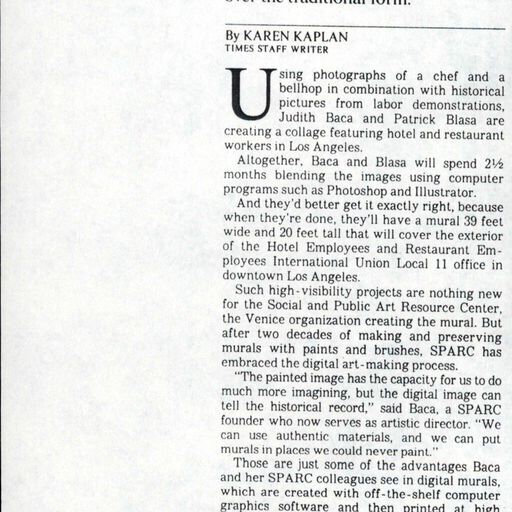 over the traditional form.
By KAREN KAPLAN
TIMES STAFF WRITER
Using photographs of a chef and a
bellhop in combination with historical
pictures from labor demonstrations,
Judith Baca and Patrick Blasa are
creating a collage featuring hotel and restaurant
workers in Los Angeles.
Altogether, Baca and Blasa will spend 2½
months blending the images using computer
programs such as Photoshop and Illustrator.
And they'd better get it exactly right, because
when they're done, they'll have a mural 39 feet
wide and 20 feet tall that will cover the exterior
of the Hotel Employees and Restaurant Em-
ployees International Union Local 11 office in
downtown Los Angeles.
Such high-visibility projects are nothing new
for the Social and Public Art Resource Center,
the Venice organization creating the mural. But
after two decades of making and preserving
murals with paints and brushes, SPARC has
embraced the digital art-making process.
"The painted image has the capacity for us to do
much more imagining, but the digital image can
tell the historical record," said Baca, a SPARC
founder who now serves as artistic director. "We
can use authentic materials, and we can put
murals in places we could never paint."
Those are just some of the advantages Baca
and her SPARC colleagues see in digital murals,
which are created with off-the-shelf computer
graphics software and then printed at high